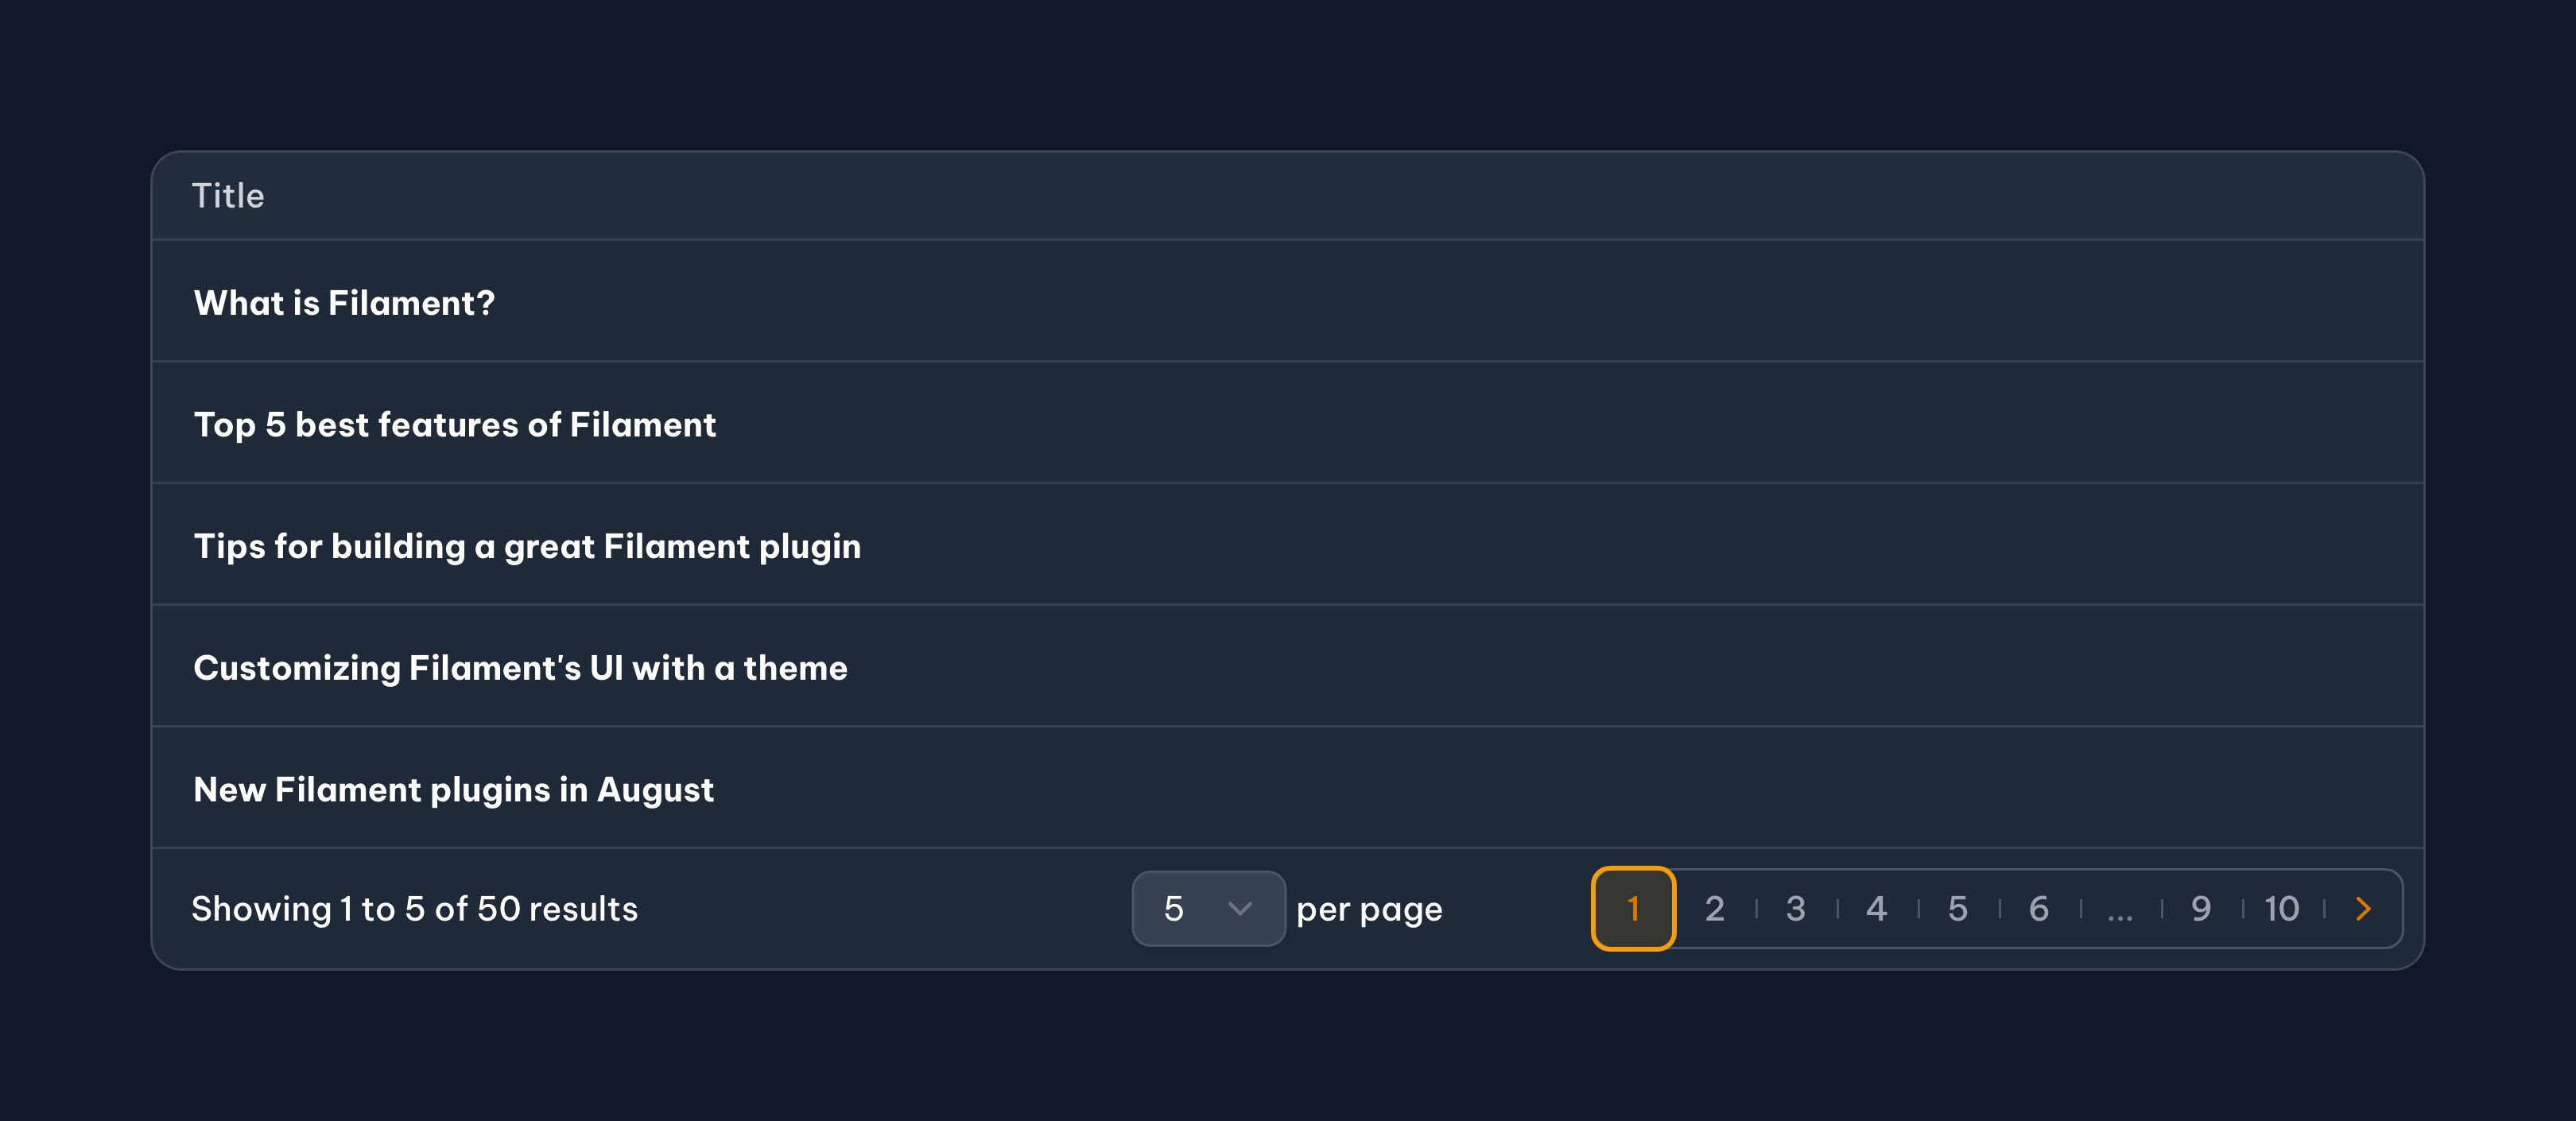 Title
What is Filament?
Top 5 best features of Filament
Tips for building a great Filament plugin
Customizing Filament's UI with a theme
New Filament plugins in August
Showing 1 to 5 of 50 results 5 per page 1 2 3 4 5 6 ... 9 10